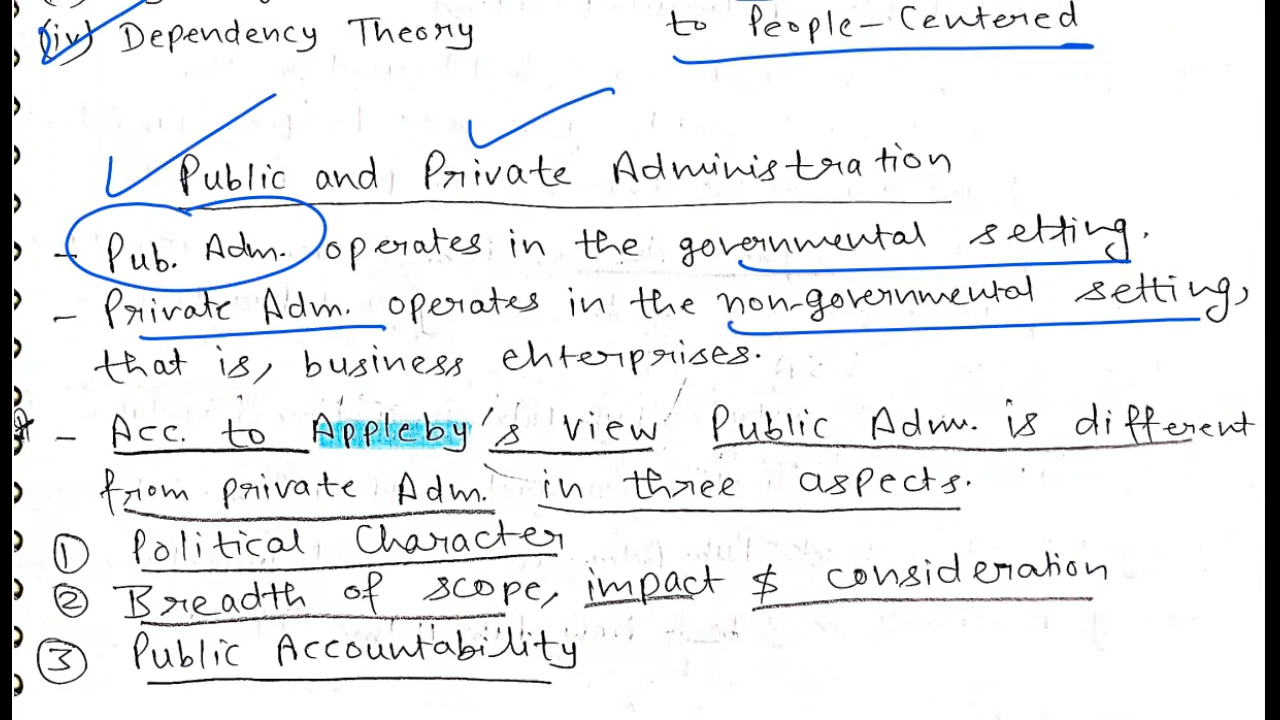 (iv) Dependency Theory to People-Centered
Public and Private Administration
- Pub. Adm. operates in the governmental setting.
- Private Adm. operates in the non-governmental setting,
that is, business enterprises.
* - Acc. to Appleby's view Public Adm. is different
from private Adm. in three aspects.
① Political Character
② Breadth of scope, impact $ consideration
③ Public Accountability